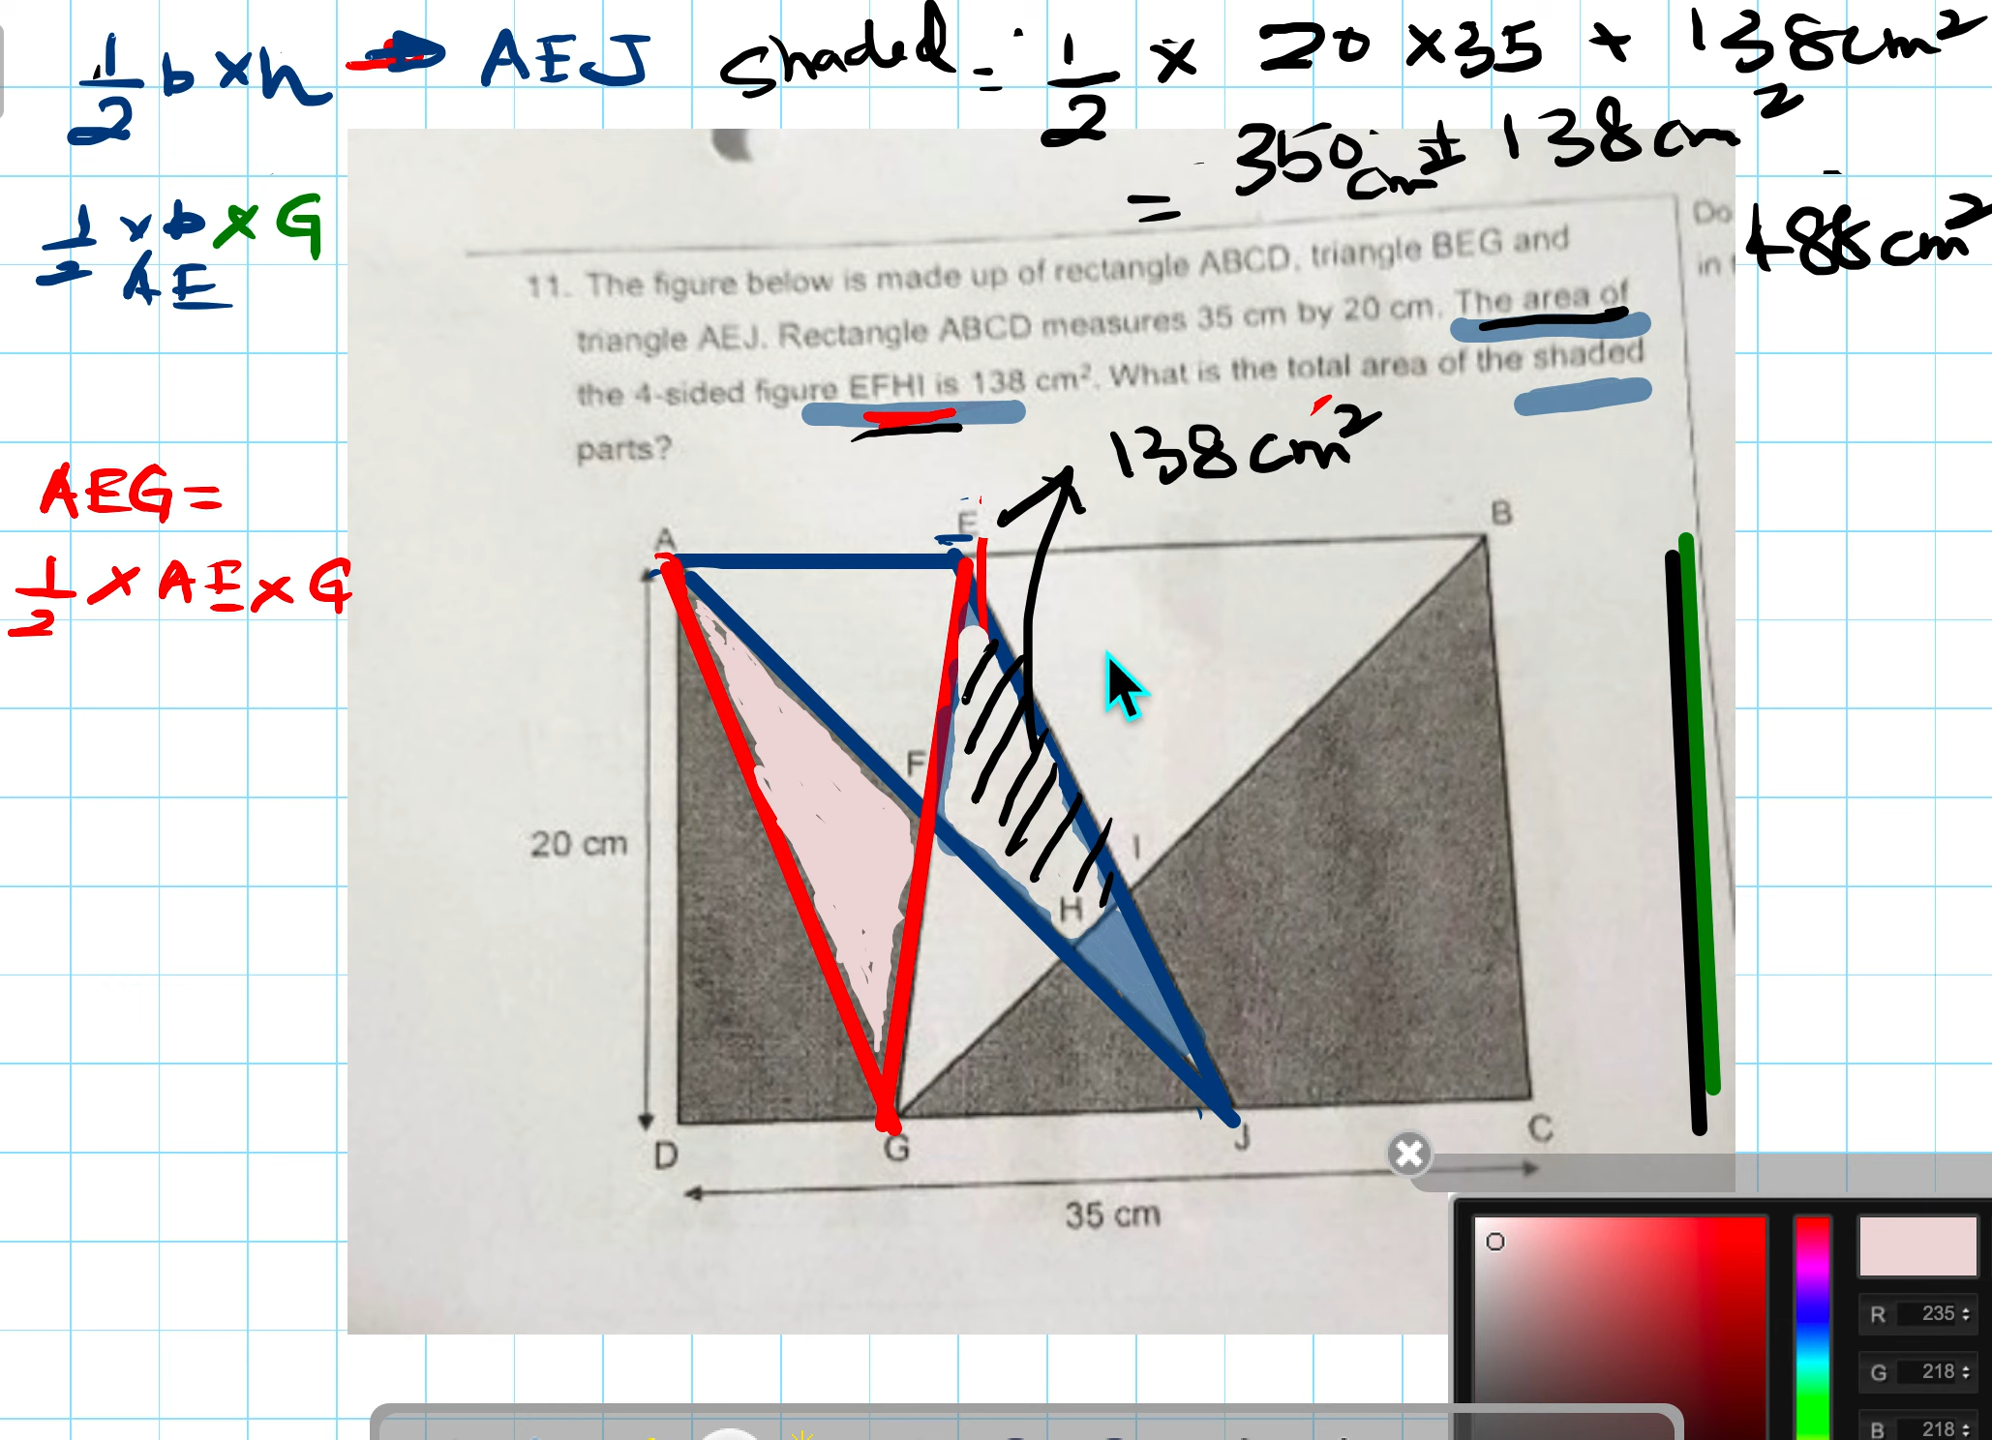 ½ b × h → AEJ
shaded = ½ × 20 × 35 + 138cm²
= 350cm² + 138cm²
488cm²
½ × b × G
AE
11. The figure below is made up of rectangle ABCD, triangle BEG and
triangle AEJ. Rectangle ABCD measures 35 cm by 20 cm. The area of
the 4-sided figure EFHI is 138 cm². What is the total area of the shaded
parts?
Do
in
138cm²
AEG =
½ × AE × G
A
E
B
F
I
H
20 cm
D
G
J
C
35 cm
R 235
G 218
B 218